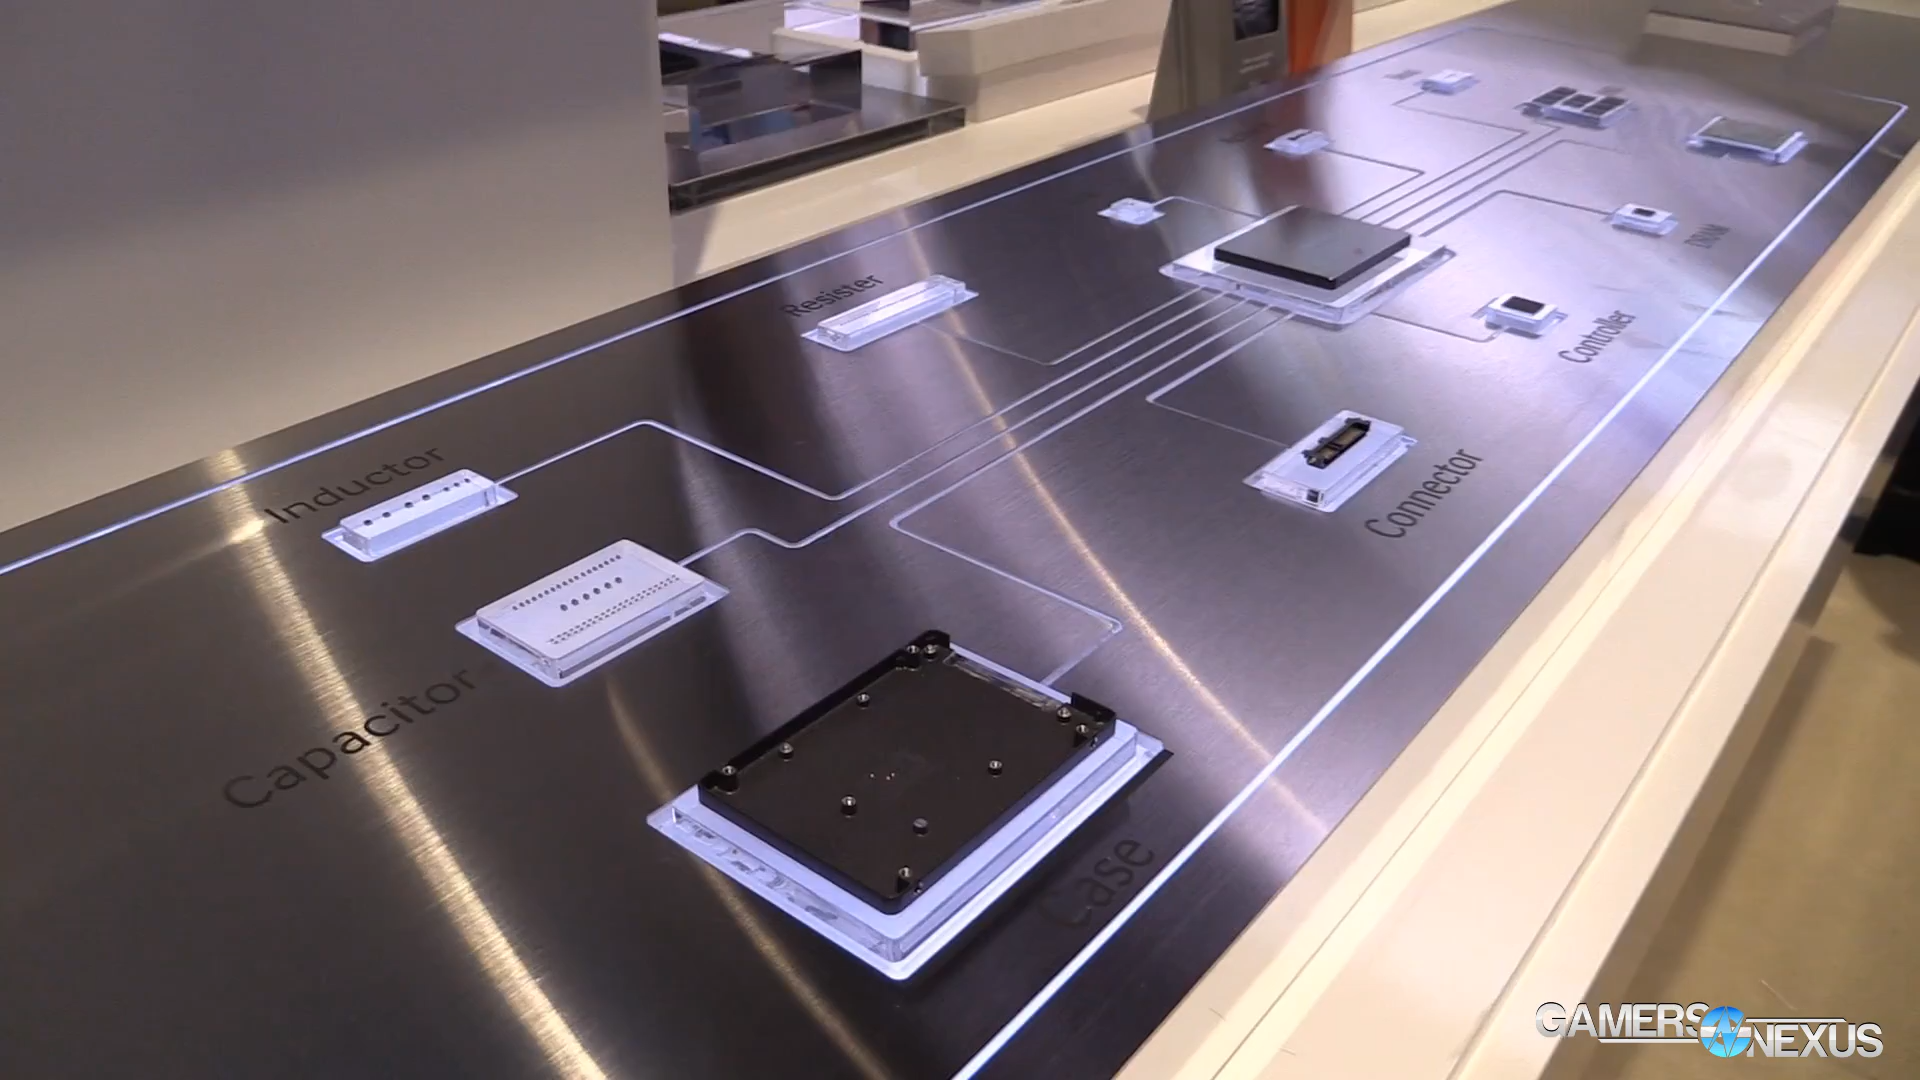 Resister
DRAM
Inductor
Controller
Connector
Capacitor
Case
GAMERS
NEXUS